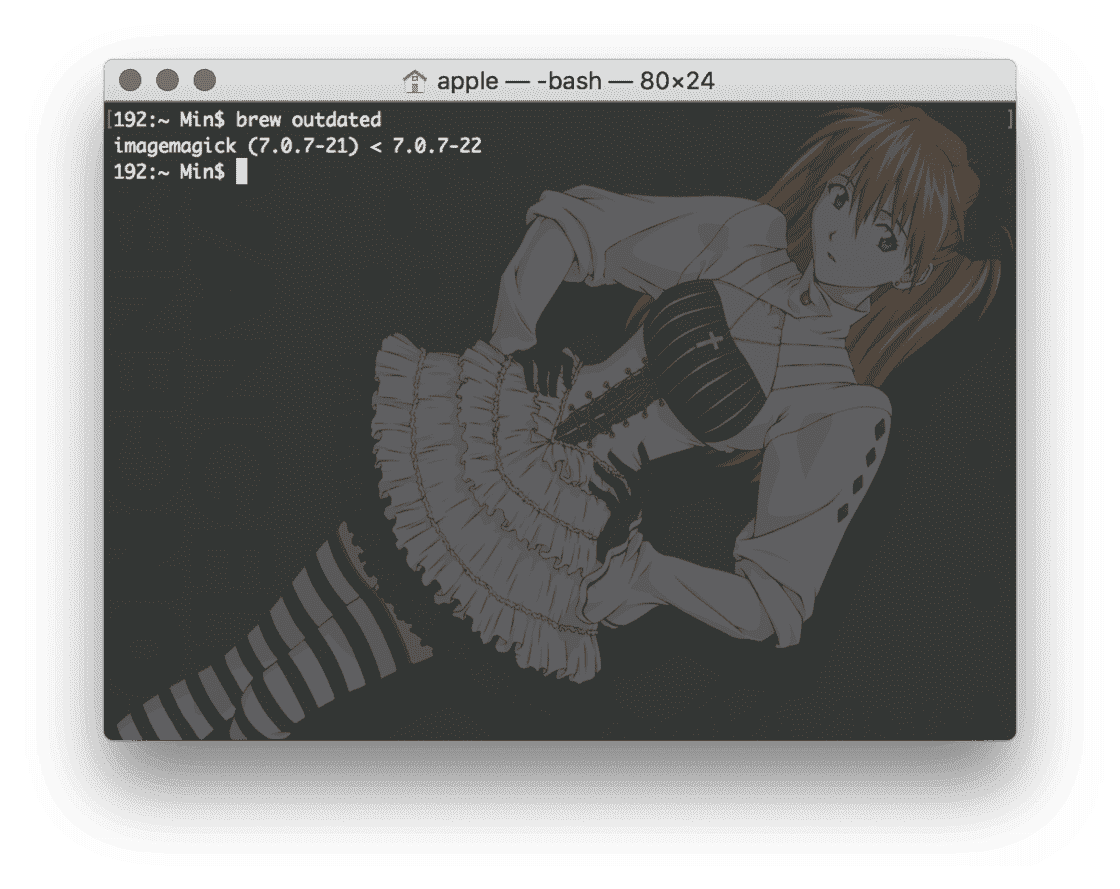 apple — -bash — 80×24
[192:~ Min$ brew outdated ]
imagemagick (7.0.7-21) < 7.0.7-22
192:~ Min$